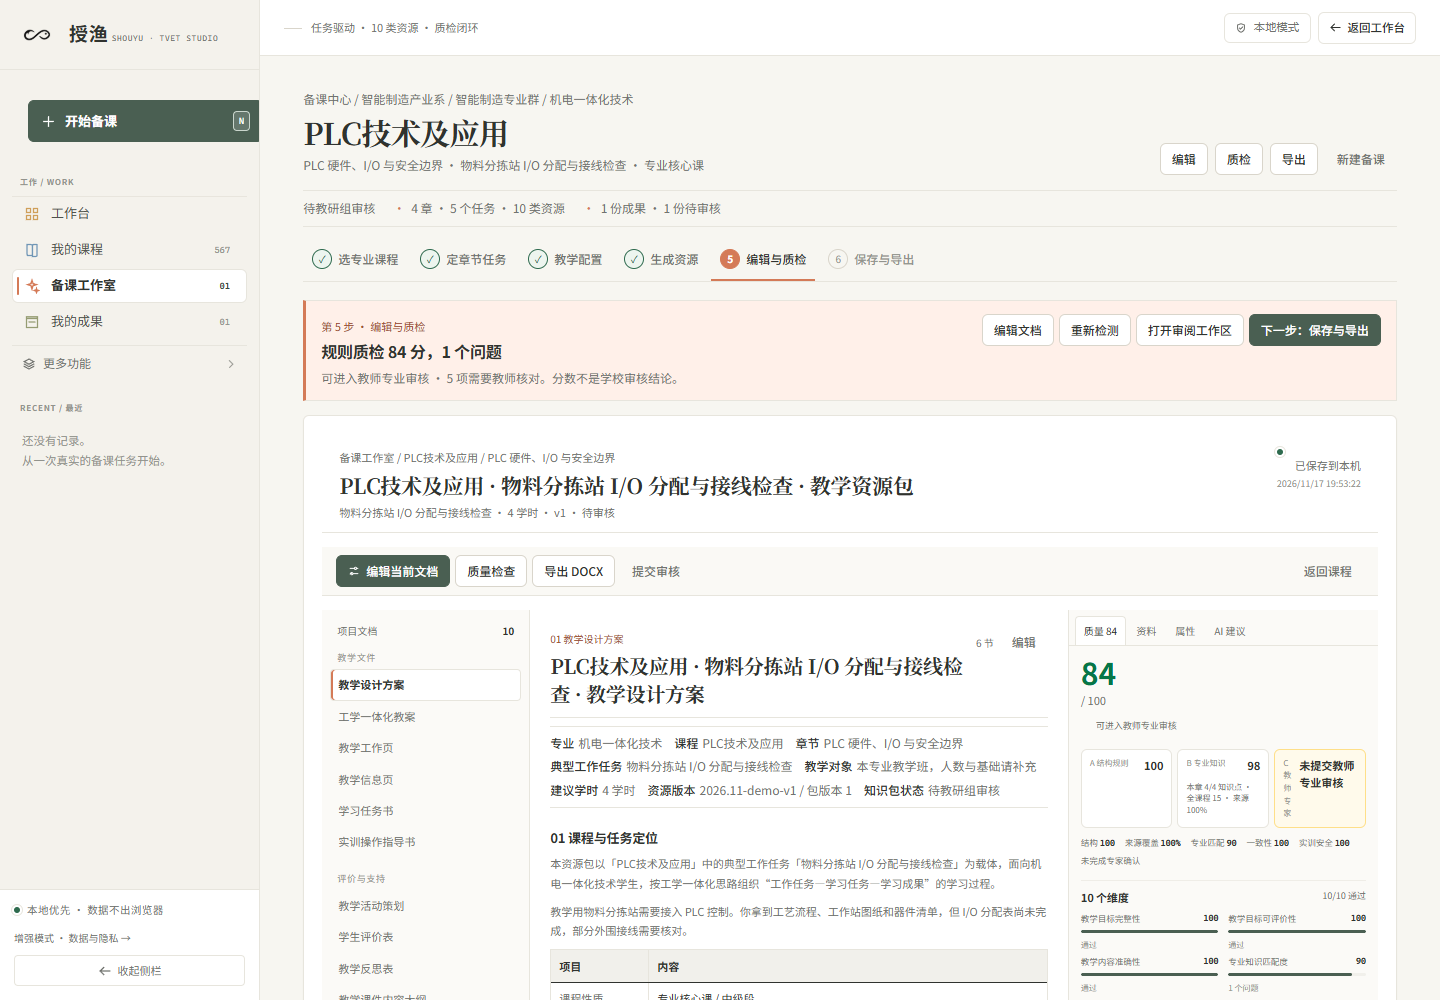 授渔 SHOUYU · TVET STUDIO
开始备课 N
工作 / WORK
工作台
我的课程 567
备课工作室 01
我的成果 01
更多功能
RECENT / 最近
还没有记录。
从一次真实的备课任务开始。
本地优先 · 数据不出浏览器
增强模式 · 数据与隐私 →
收起侧栏
任务驱动 · 10 类资源 · 质检闭环
本地模式
返回工作台
备课中心 / 智能制造产业系 / 智能制造专业群 / 机电一体化技术
PLC技术及应用
PLC 硬件、I/O 与安全边界 · 物料分拣站 I/O 分配与接线检查 · 专业核心课
编辑 质检 导出 新建备课
待教研组审核 · 4 章 · 5 个任务 · 10 类资源 · 1 份成果 · 1 份待审核
✓ 选专业课程 ✓ 定章节任务 ✓ 教学配置 ✓ 生成资源 5 编辑与质检 6 保存与导出
第 5 步 · 编辑与质检
规则质检 84 分，1 个问题
可进入教师专业审核 · 5 项需要教师核对。分数不是学校审核结论。
编辑文档 重新检测 打开审阅工作区 下一步：保存与导出
备课工作室 / PLC技术及应用 / PLC 硬件、I/O 与安全边界
PLC技术及应用 · 物料分拣站 I/O 分配与接线检查 · 教学资源包
物料分拣站 I/O 分配与接线检查 · 4 学时 · v1 · 待审核
已保存到本机
2026/11/17 19:53:22
编辑当前文档 质量检查 导出 DOCX 提交审核 返回课程
项目文档 10
教学文件
教学设计方案
工学一体化教案
教学工作页
教学信息页
学习任务书
实训操作指导书
评价与支持
教学活动策划
学生评价表
教学反思表
教学课件内容大纲
01 教学设计方案
6 节 编辑
PLC技术及应用 · 物料分拣站 I/O 分配与接线检
查 · 教学设计方案
专业 机电一体化技术 课程 PLC技术及应用 章节 PLC 硬件、I/O 与安全边界
典型工作任务 物料分拣站 I/O 分配与接线检查 教学对象 本专业教学班，人数与基础请补充
建议学时 4 学时 资源版本 2026.11-demo-v1 / 包版本 1 知识包状态 待教研组审核
01 课程与任务定位
本资源包以「PLC技术及应用」中的典型工作任务「物料分拣站 I/O 分配与接线检查」为载体，面向机
电一体化技术学生，按工学一体化思路组织“工作任务—学习任务—学习成果”的学习过程。
教学用物料分拣站需要接入 PLC 控制。你拿到工艺流程、工作站图纸和器件清单，但 I/O 分配表尚未完
成，部分外围接线需要核对。
项目 内容
课程性质 专业核心课 / 中级段
质量 84 资料 属性 AI 建议
84
/ 100
可进入教师专业审核
A 结构规则 100
B 专业知识 98
本章 4/4 知识点 ·
全课程 15 · 来源
100%
C
教
师
专
家
未提交教师
专业审核
结构 100 来源覆盖 100% 专业匹配 90 一致性 100 实训安全 100
未完成专家确认
10 个维度 10/10 通过
教学目标完整性 100 教学目标可评价性 100
通过 通过
教学内容准确性 100 专业知识匹配度 90
通过 1 个问题